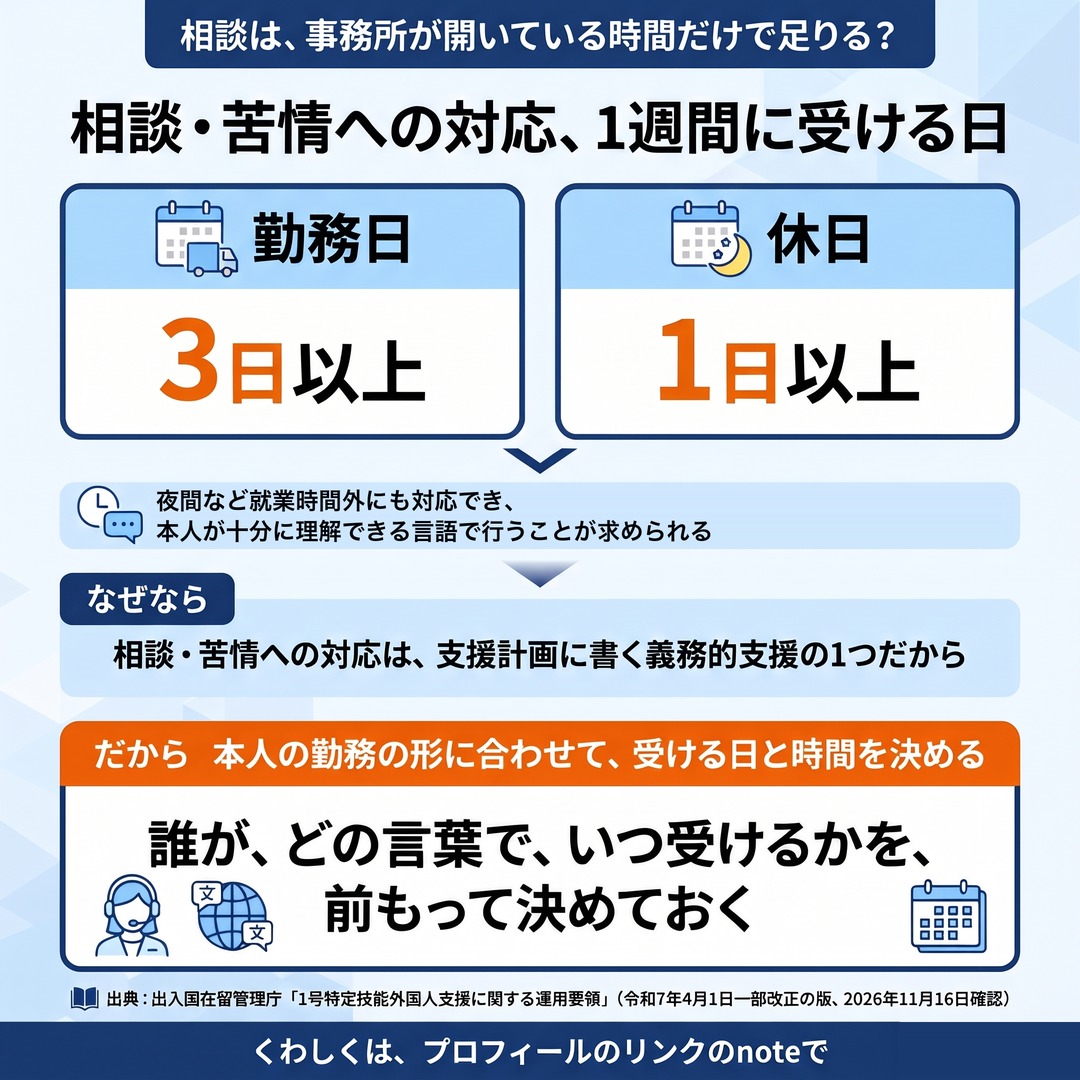 相談は、事務所が開いている時間だけで足りる？
相談・苦情への対応、1週間に受ける日
勤務日
3日以上
休日
1日以上
夜間など就業時間外にも対応でき、
本人が十分に理解できる言語で行うことが求められる
なぜなら
相談・苦情への対応は、支援計画に書く義務的支援の1つだから
だから 本人の勤務の形に合わせて、受ける日と時間を決める
誰が、どの言葉で、いつ受けるかを、
前もって決めておく
文
文
出典：出入国在留管理庁「1号特定技能外国人支援に関する運用要領」（令和7年4月1日一部改正の版、2026年11月16日確認）
くわしくは、プロフィールのリンクのnoteで